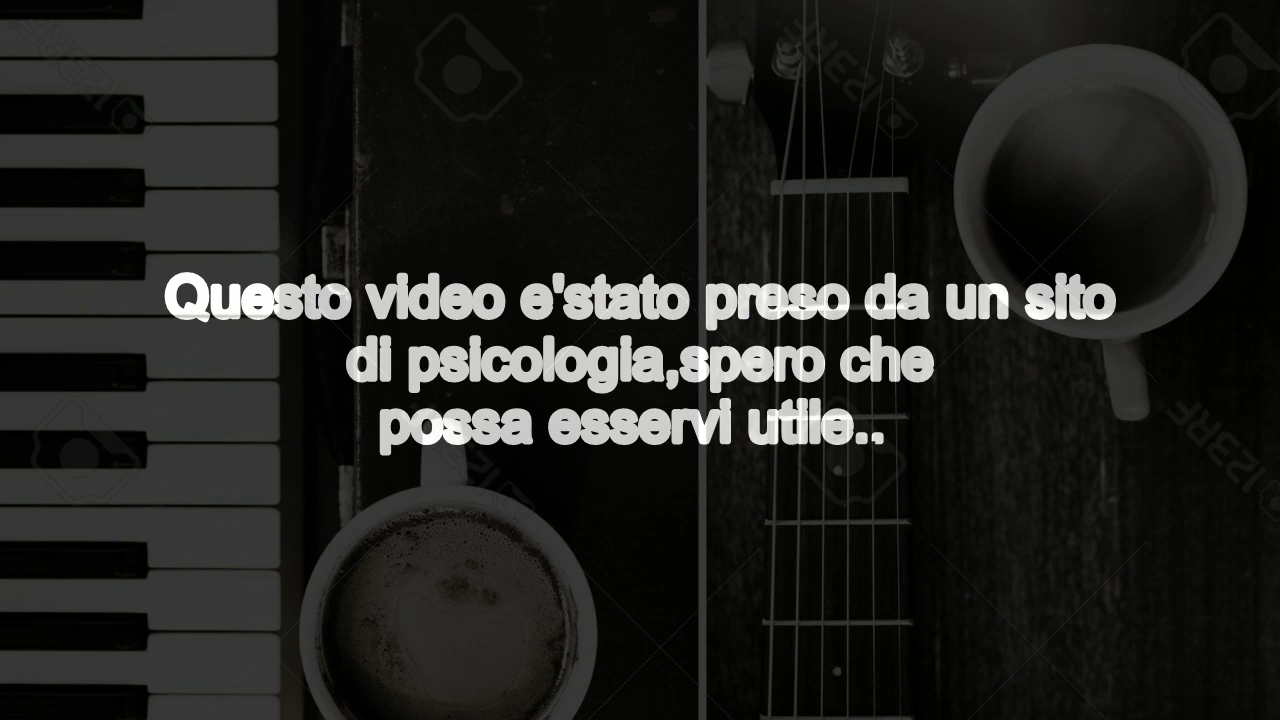 Questo video e'stato preso da un sito
di psicologia,spero che
possa esservi utile..